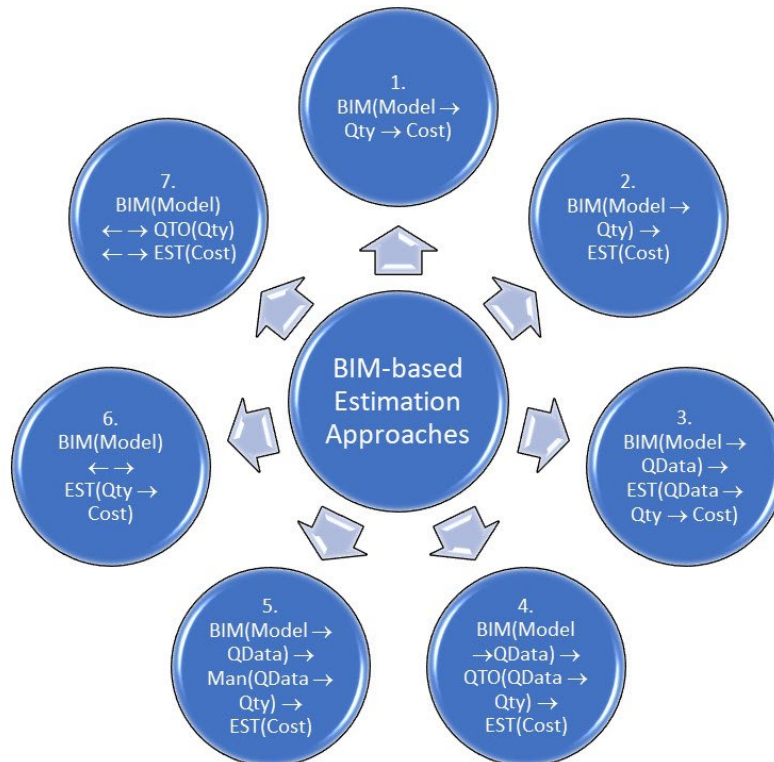 1.
BIM(Model →
Qty → Cost)
2.
BIM(Model →
Qty) →
EST(Cost)
3.
BIM(Model →
QData) →
EST(QData →
Qty → Cost)
4.
BIM(Model
→QData) →
QTO(QData →
Qty) →
EST(Cost)
5.
BIM(Model →
QData) →
Man(QData →
Qty) →
EST(Cost)
6.
BIM(Model)
← →
EST(Qty →
Cost)
7.
BIM(Model)
← → QTO(Qty)
← → EST(Cost)
BIM-based
Estimation
Approaches